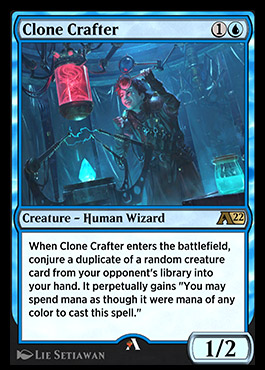 Clone Crafter 1
Creature – Human Wizard A22
When Clone Crafter enters the battlefield,
conjure a duplicate of a random creature
card from your opponent's library into
your hand. It perpetually gains "You may
spend mana as though it were mana of any
color to cast this spell."
Lie Setiawan
1/2